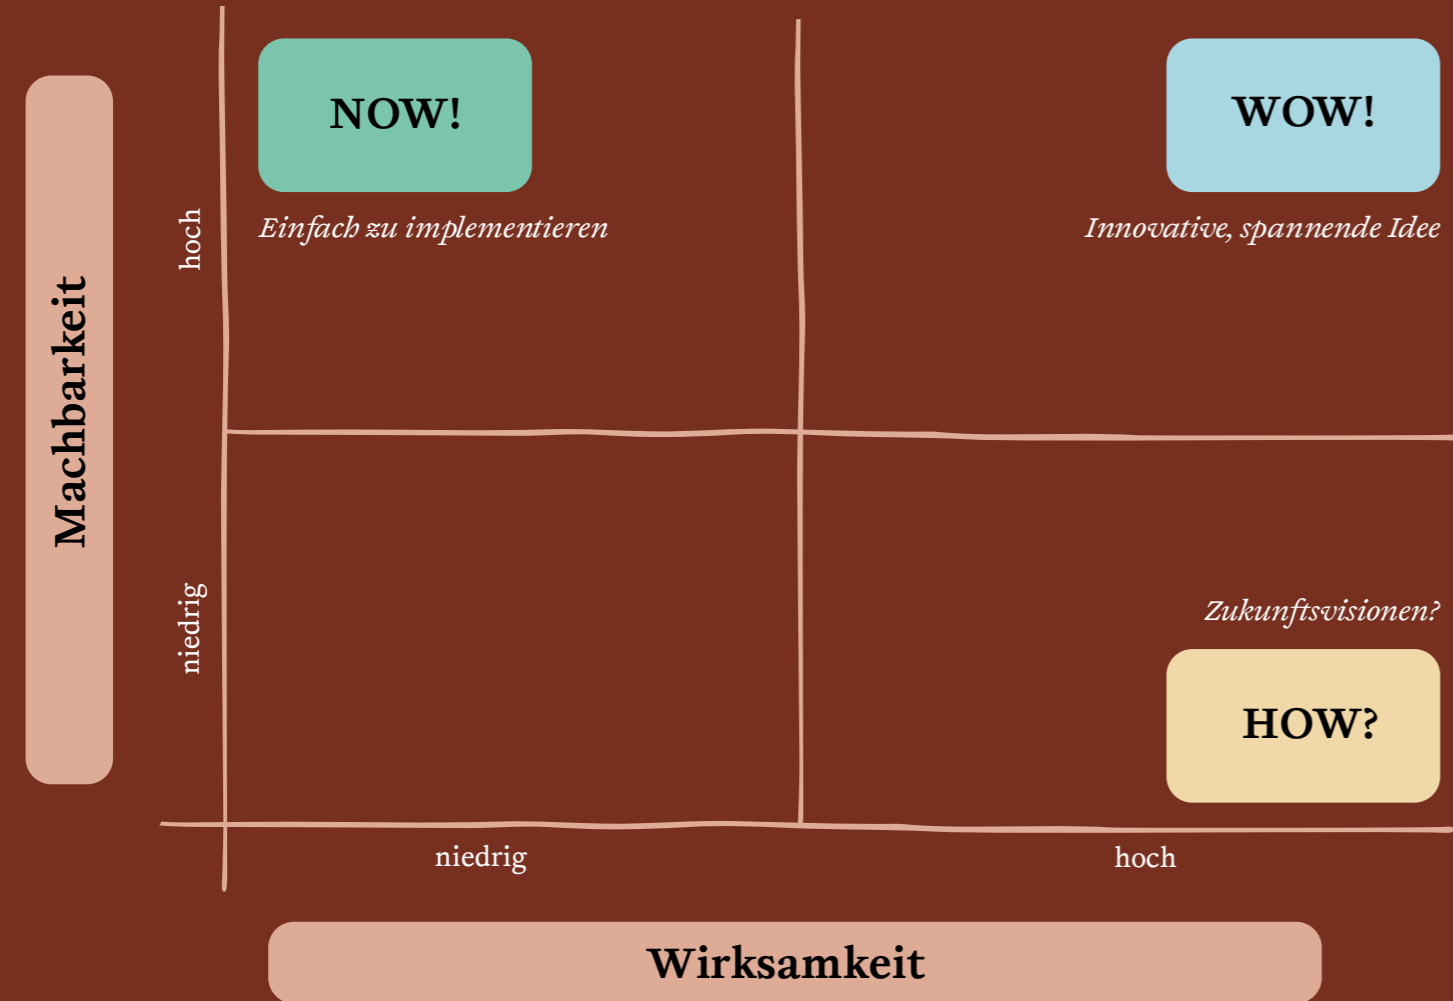 NOW!
WOW!
Einfach zu implementieren
Innovative, spannende Idee
hoch
Machbarkeit
niedrig
Zukunftsvisionen?
HOW?
niedrig
hoch
Wirksamkeit